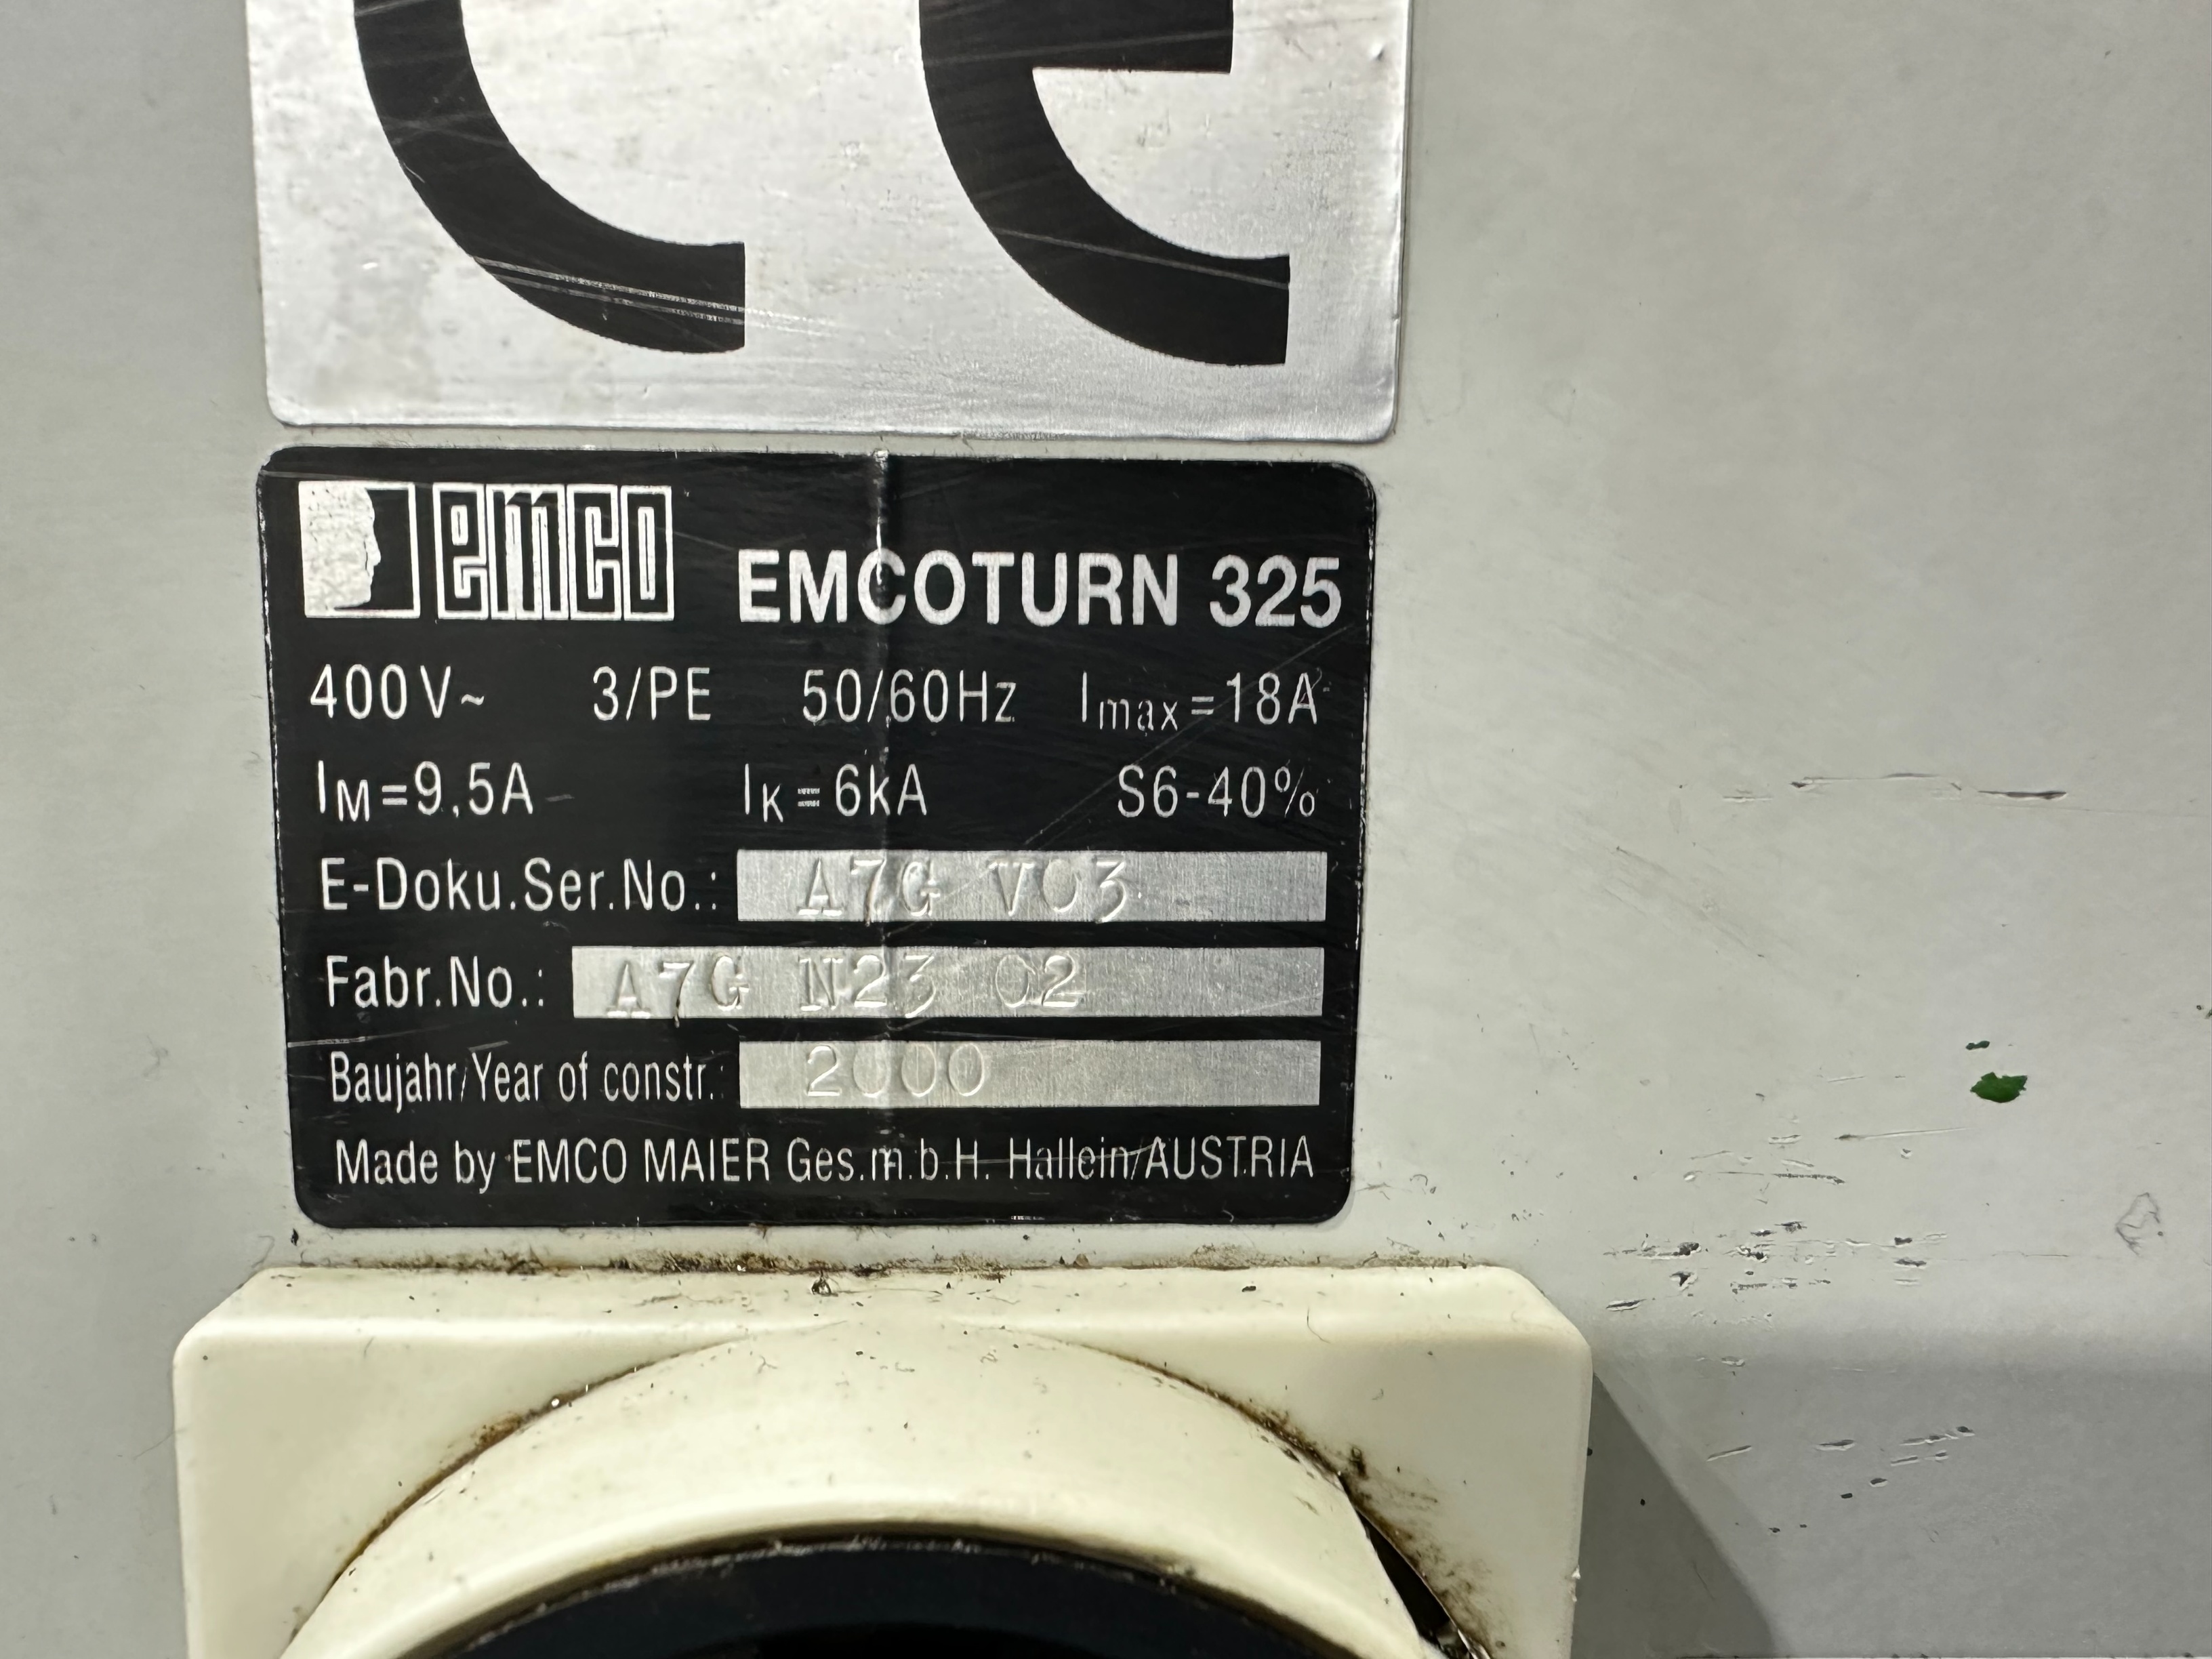 CE
emco EMCOTURN 325
400V~ 3/PE 50/60Hz Imax=18A
IM=9,5A IK=6kA S6-40%
E-Doku.Ser.No.: A7G V03
Fabr.No.: A7G N23 02
Baujahr/Year of constr.: 2000
Made by EMCO MAIER Ges.m.b.H. Hallein/AUSTRIA